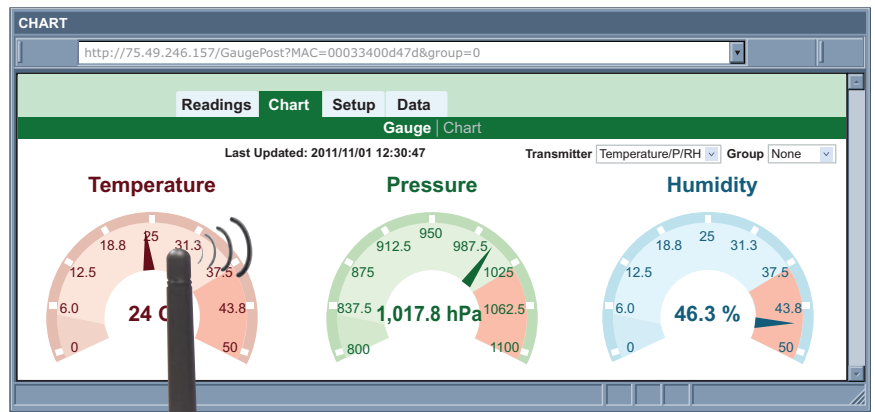 CHART
http://75.49.246.157/GaugePost?MAC=00033400d47d&group=0
Readings Chart Setup Data
Gauge | Chart
Last Updated: 2011/11/01 12:30:47 Transmitter Temperature/P/RH Group None
Temperature
0
6.0
12.5
18.8
25
31.3
37.5
43.8
50
24 C
Pressure
800
837.5
875
912.5
950
987.5
1025
1062.5
1100
1,017.8 hPa
Humidity
0
6.0
12.5
18.8
25
31.3
37.5
43.8
50
46.3 %